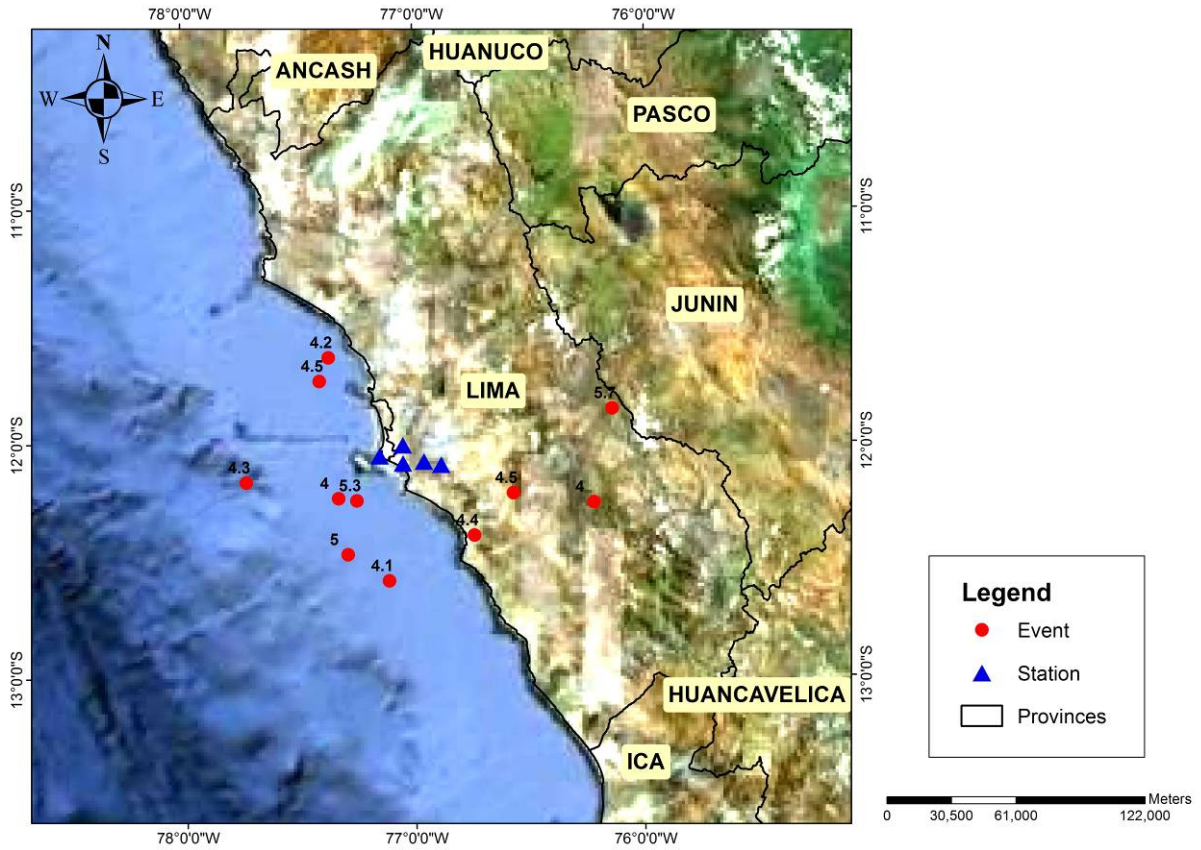 78°0'0"W 77°0'0"W 76°0'0"W
N
W E
S
HUANUCO
ANCASH
PASCO
11°0'0"S 11°0'0"S
JUNIN
4.2
4.5
LIMA
5.7
12°0'0"S 12°0'0"S
4.3
4 5.3
4.5
4
4.4
5
4.1
13°0'0"S 13°0'0"S
HUANCAVELICA
ICA
78°0'0"W 77°0'0"W 76°0'0"W
Legend
Event
Station
Provinces
Meters
0 30,500 61,000 122,000